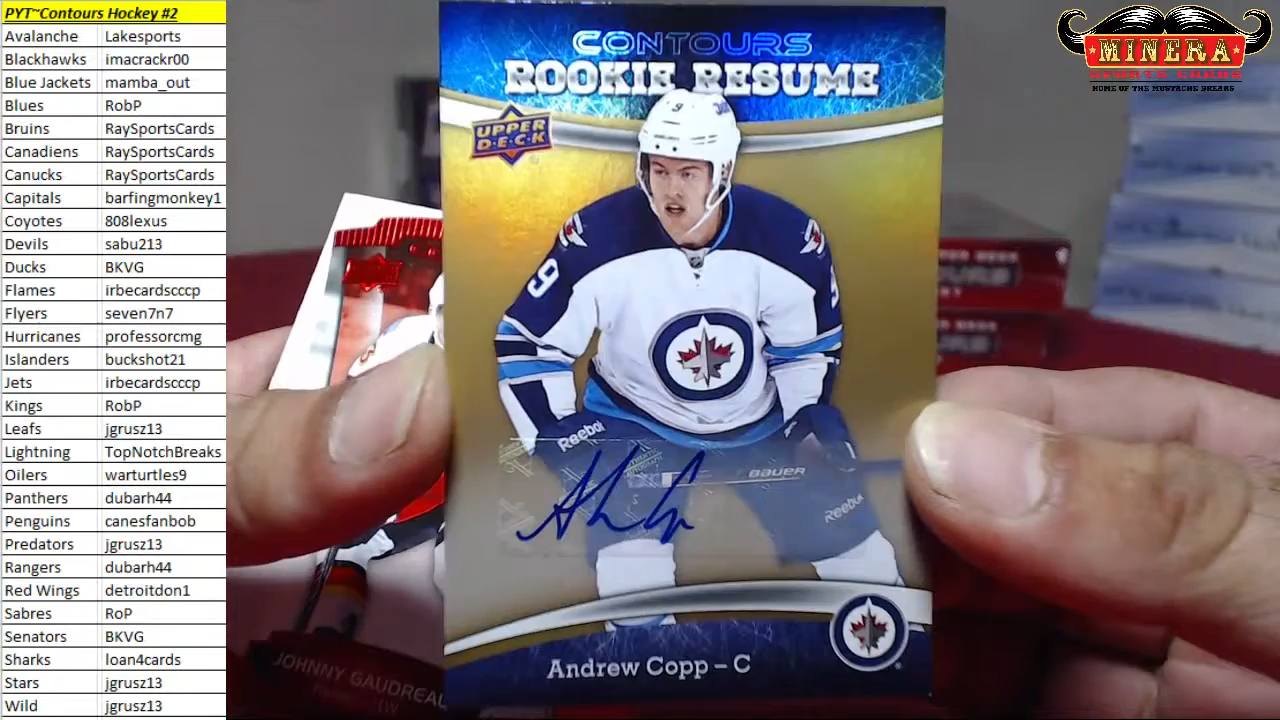 PYT~Contours Hockey #2
Avalanche Lakesports
Blackhawks imacrackr00
Blue Jackets mamba_out
Blues RobP
Bruins RaySportsCards
Canadiens RaySportsCards
Canucks RaySportsCards
Capitals barfingmonkey1
Coyotes 808lexus
Devils sabu213
Ducks BKVG
Flames irbecardscccp
Flyers seven7n7
Hurricanes professorcmg
Islanders buckshot21
Jets irbecardscccp
Kings RobP
Leafs jgrusz13
Lightning TopNotchBreaks
Oilers warturtles9
Panthers dubarh44
Penguins canesfanbob
Predators jgrusz13
Rangers dubarh44
Red Wings detroitdon1
Sabres RoP
Senators BKVG
Sharks loan4cards
Stars jgrusz13
Wild jgrusz13
CONTOURS
ROOKIE RESUME
UPPER
D·E·C·K
9
9
Reebok
BAUER
Reebok
Andrew Copp – C
JOHNNY GAUDREAU
LW
MINERA
SPORTS CARDS
HOME OF THE MUSTACHE BREAKS